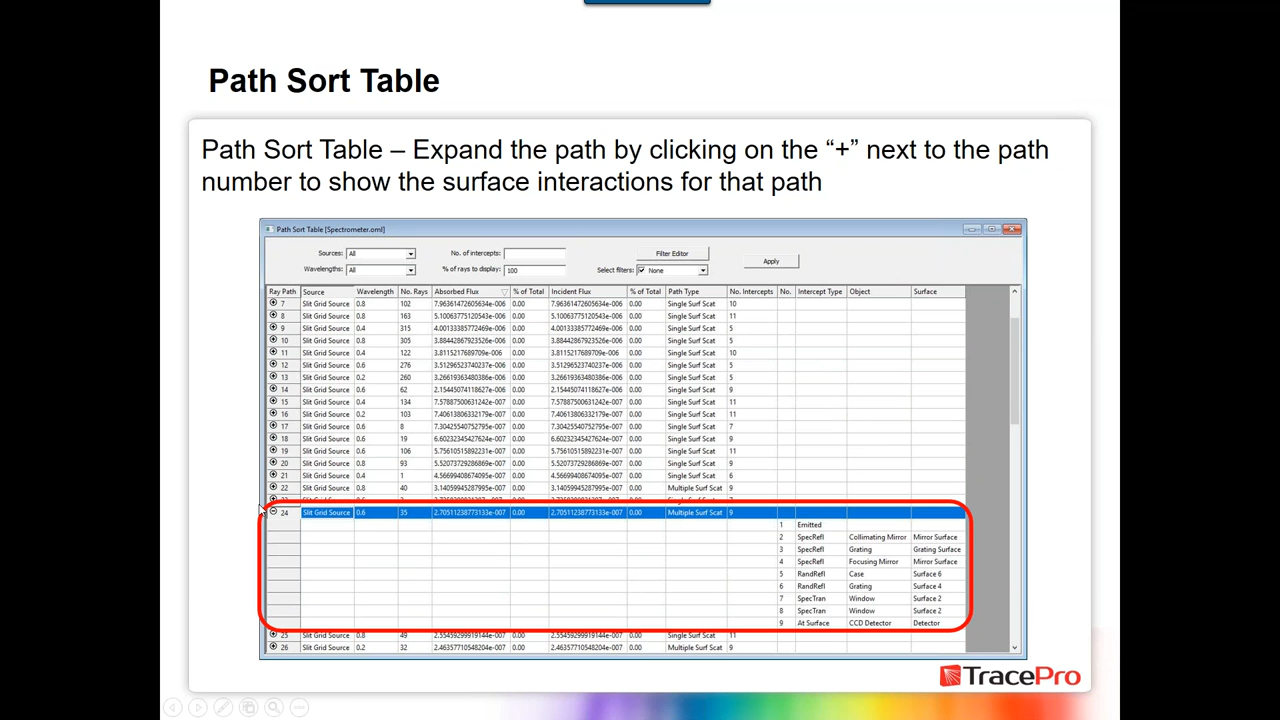 Path Sort Table
Path Sort Table – Expand the path by clicking on the “+” next to the path
number to show the surface interactions for that path
Path Sort Table [Spectrometer.oml]
Sources: All No. of intercepts: Filter Editor
Wavelengths: All % of rays to display: 100 Select filters: None Apply
Ray Path Source Wavelength No. Rays Absorbed Flux % of Total Incident Flux % of Total Path Type No. Intercepts No. Intercept Type Object Surface
7 Slit Grid Source 0.8 102 7.96361472605634e-006 0.00 7.96361472605634e-006 0.00 Single Surf Scat 10
8 Slit Grid Source 0.8 163 5.10063775120543e-006 0.00 5.10063775120543e-006 0.00 Single Surf Scat 11
9 Slit Grid Source 0.4 315 4.00133385772469e-006 0.00 4.00133385772469e-006 0.00 Single Surf Scat 5
10 Slit Grid Source 0.8 305 3.88442867923526e-006 0.00 3.88442867923526e-006 0.00 Single Surf Scat 5
11 Slit Grid Source 0.4 122 3.8115217689709e-006 0.00 3.8115217689709e-006 0.00 Single Surf Scat 10
12 Slit Grid Source 0.6 276 3.51296523740237e-006 0.00 3.51296523740237e-006 0.00 Single Surf Scat 5
13 Slit Grid Source 0.2 260 3.26619363480386e-006 0.00 3.26619363480386e-006 0.00 Single Surf Scat 5
14 Slit Grid Source 0.6 62 2.15445074118627e-006 0.00 2.15445074118627e-006 0.00 Single Surf Scat 9
15 Slit Grid Source 0.4 134 7.57887500631242e-007 0.00 7.57887500631242e-007 0.00 Single Surf Scat 11
16 Slit Grid Source 0.2 103 7.40613806332179e-007 0.00 7.40613806332179e-007 0.00 Single Surf Scat 11
17 Slit Grid Source 0.6 8 7.30425540752795e-007 0.00 7.30425540752795e-007 0.00 Single Surf Scat 7
18 Slit Grid Source 0.6 19 6.60232345427624e-007 0.00 6.60232345427624e-007 0.00 Single Surf Scat 9
19 Slit Grid Source 0.6 106 5.75610515211873e-007 0.00 5.75610515211873e-007 0.00 Single Surf Scat 11
20 Slit Grid Source 0.8 93 5.52073729286869e-007 0.00 5.52073729286869e-007 0.00 Single Surf Scat 9
21 Slit Grid Source 0.4 1 4.56699408674095e-007 0.00 4.56699408674095e-007 0.00 Single Surf Scat 6
22 Slit Grid Source 0.8 40 3.14059945287995e-007 0.00 3.14059945287995e-007 0.00 Multiple Surf Scat 9
24 Slit Grid Source 0.6 35 2.70511238773133e-007 0.00 2.70511238773133e-007 0.00 Multiple Surf Scat 9
1 Emitted
2 SpecRefl Collimating Mirror Mirror Surface
3 SpecRefl Grating Grating Surface
4 SpecRefl Focusing Mirror Mirror Surface
5 RandRefl Case Surface 6
6 RandRefl Grating Surface 4
7 SpecTran Window Surface 2
8 SpecTran Window Surface 2
9 At Surface CCD Detector Detector
25 Slit Grid Source 0.8 49 2.55459299919144e-007 0.00 2.55459299919144e-007 0.00 Single Surf Scat 11
26 Slit Grid Source 0.2 32 2.46357710548204e-007 0.00 2.46357710548204e-007 0.00 Multiple Surf Scat 9
TracePro